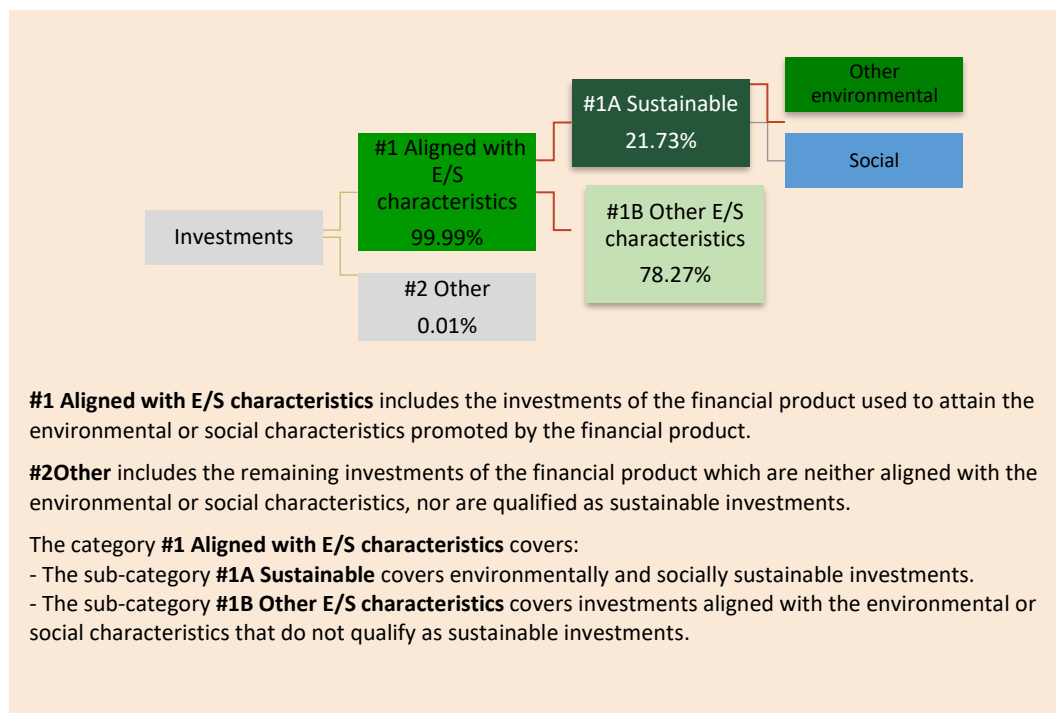 Investments
#1 Aligned with
E/S
characteristics
99.99%
#2 Other
0.01%
#1A Sustainable
21.73%
#1B Other E/S
characteristics
78.27%
Other
environmental
Social
#1 Aligned with E/S characteristics includes the investments of the financial product used to attain the
environmental or social characteristics promoted by the financial product.
#2Other includes the remaining investments of the financial product which are neither aligned with the
environmental or social characteristics, nor are qualified as sustainable investments.
The category #1 Aligned with E/S characteristics covers:
- The sub-category #1A Sustainable covers environmentally and socially sustainable investments.
- The sub-category #1B Other E/S characteristics covers investments aligned with the environmental or
social characteristics that do not qualify as sustainable investments.